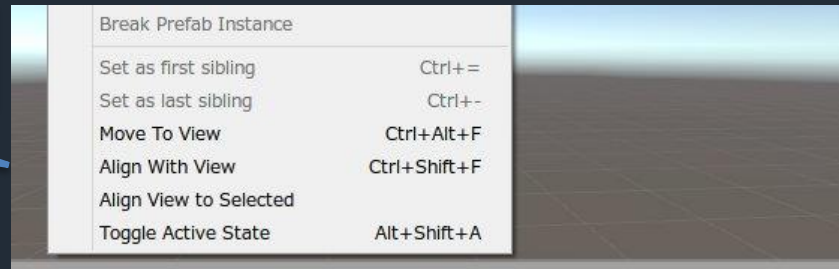 Break Prefab Instance
Set as first sibling Ctrl+=
Set as last sibling Ctrl+-
Move To View Ctrl+Alt+F
Align With View Ctrl+Shift+F
Align View to Selected
Toggle Active State Alt+Shift+A